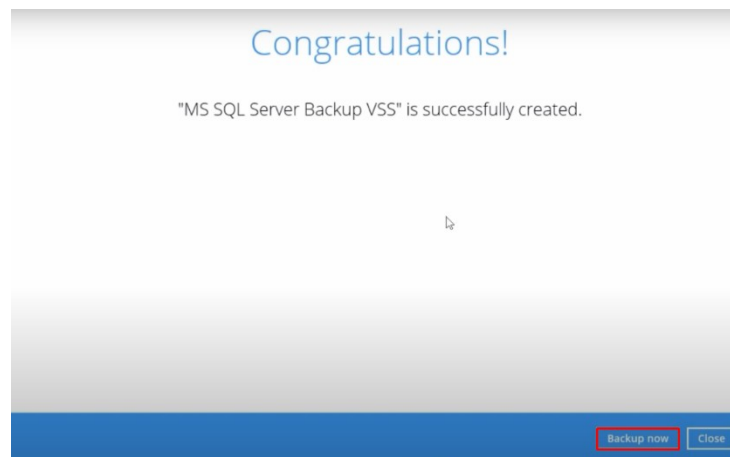 Congratulations!
"MS SQL Server Backup VSS" is successfully created.
Backup now
Close